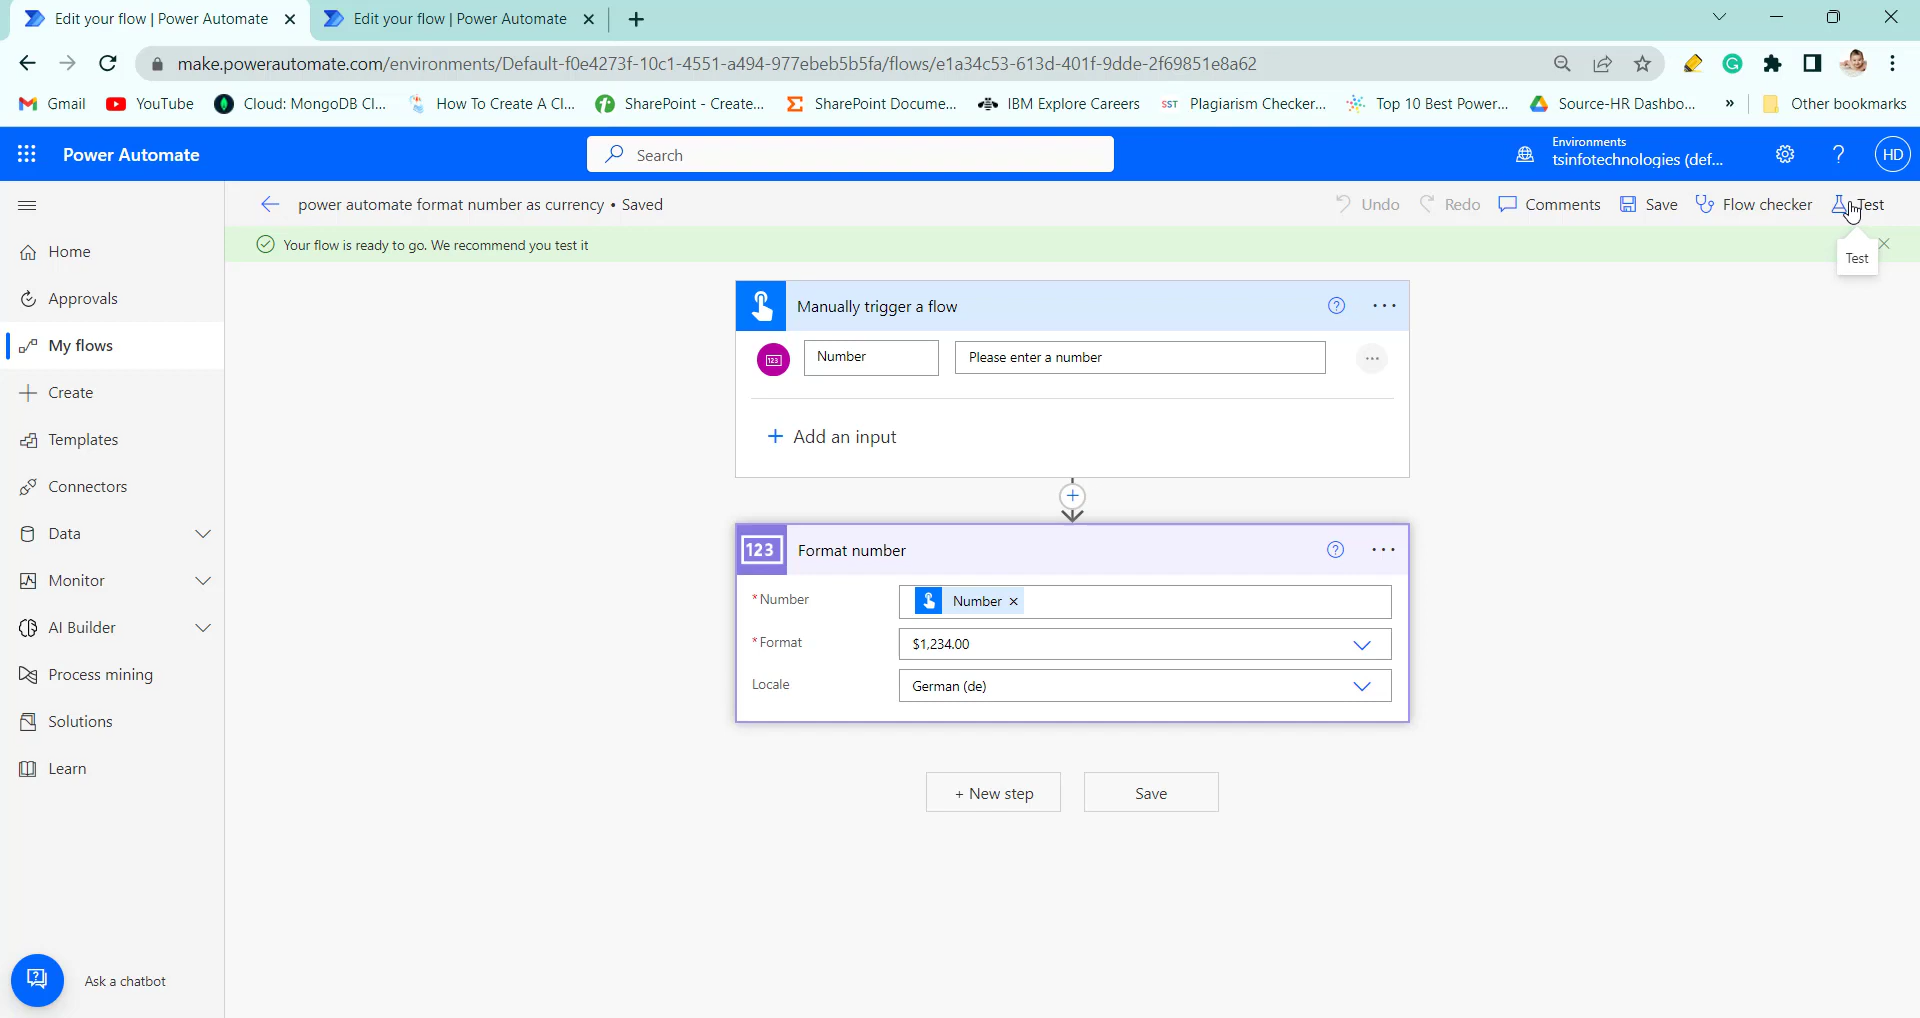 Edit your flow | Power Automate
Edit your flow | Power Automate
make.powerautomate.com/environments/Default-f0e4273f-10c1-4551-a494-977ebeb5b5fa/flows/e1a34c53-613d-401f-9dde-2f69851e8a62
Gmail YouTube Cloud: MongoDB Cl... How To Create A Cl... SharePoint - Create... SharePoint Docume... IBM Explore Careers SST Plagiarism Checker... Top 10 Best Power... Source-HR Dashbo... » Other bookmarks
Power Automate
Search
Environments
tsinfotechnologies (def...
HD
power automate format number as currency • Saved
Undo Redo Comments Save Flow checker Test
Your flow is ready to go. We recommend you test it
Test
Home
Approvals
My flows
Create
Templates
Connectors
Data
Monitor
AI Builder
Process mining
Solutions
Learn
Ask a chatbot
Manually trigger a flow
123 Number Please enter a number
+ Add an input
123 Format number
*Number Number
*Format $1,234.00
Locale German (de)
+ New step Save